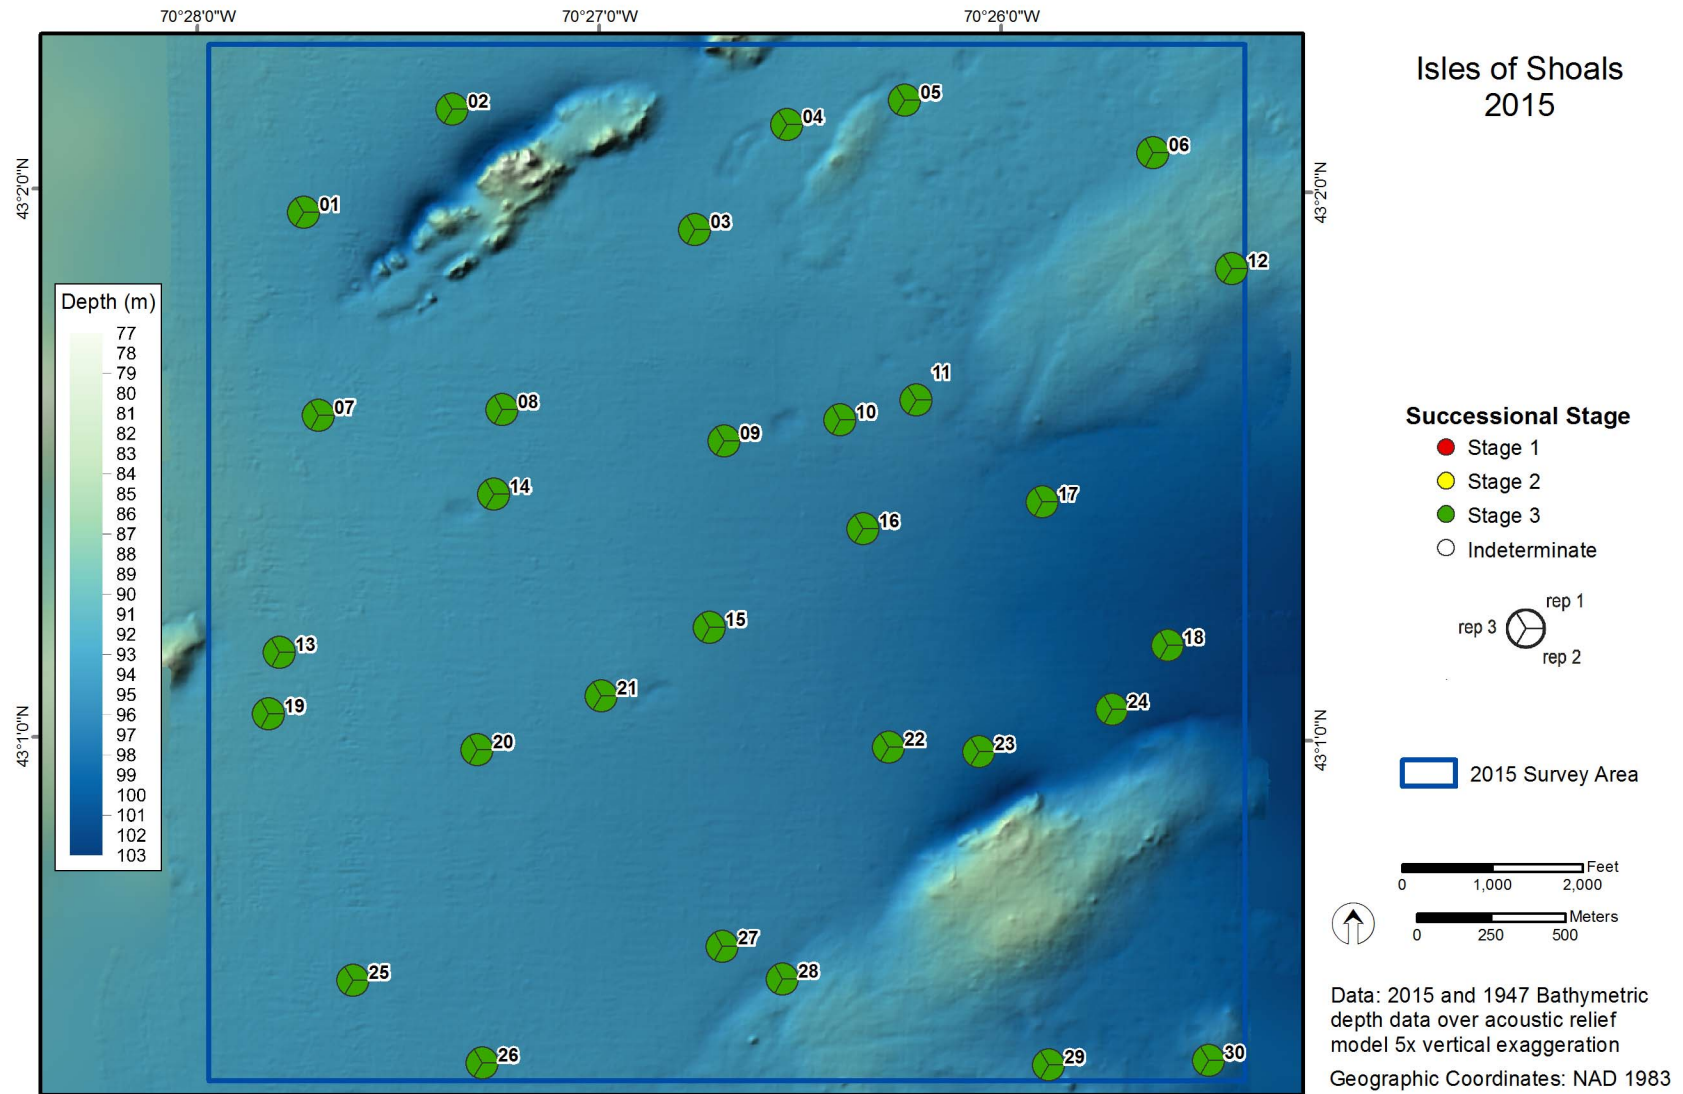 70°28'0"W
70°27'0"W
70°26'0"W
Isles of Shoals
2015
02
05
04
06
43°2'0"N
43°2'0"N
01
03
12
Depth (m)
77
78
79
80
81
82
83
84
85
86
87
88
89
90
91
92
93
94
95
96
97
98
99
100
101
102
103
11
07
08
10
09
14
17
16
15
18
13
21
24
19
20
22
23
43°1'0"N
43°1'0"N
27
28
25
26
29
30
Successional Stage
Stage 1
Stage 2
Stage 3
Indeterminate
rep 1
rep 3
rep 2
2015 Survey Area
Feet
0 1,000 2,000
Meters
0 250 500
Data: 2015 and 1947 Bathymetric
depth data over acoustic relief
model 5x vertical exaggeration
Geographic Coordinates: NAD 1983